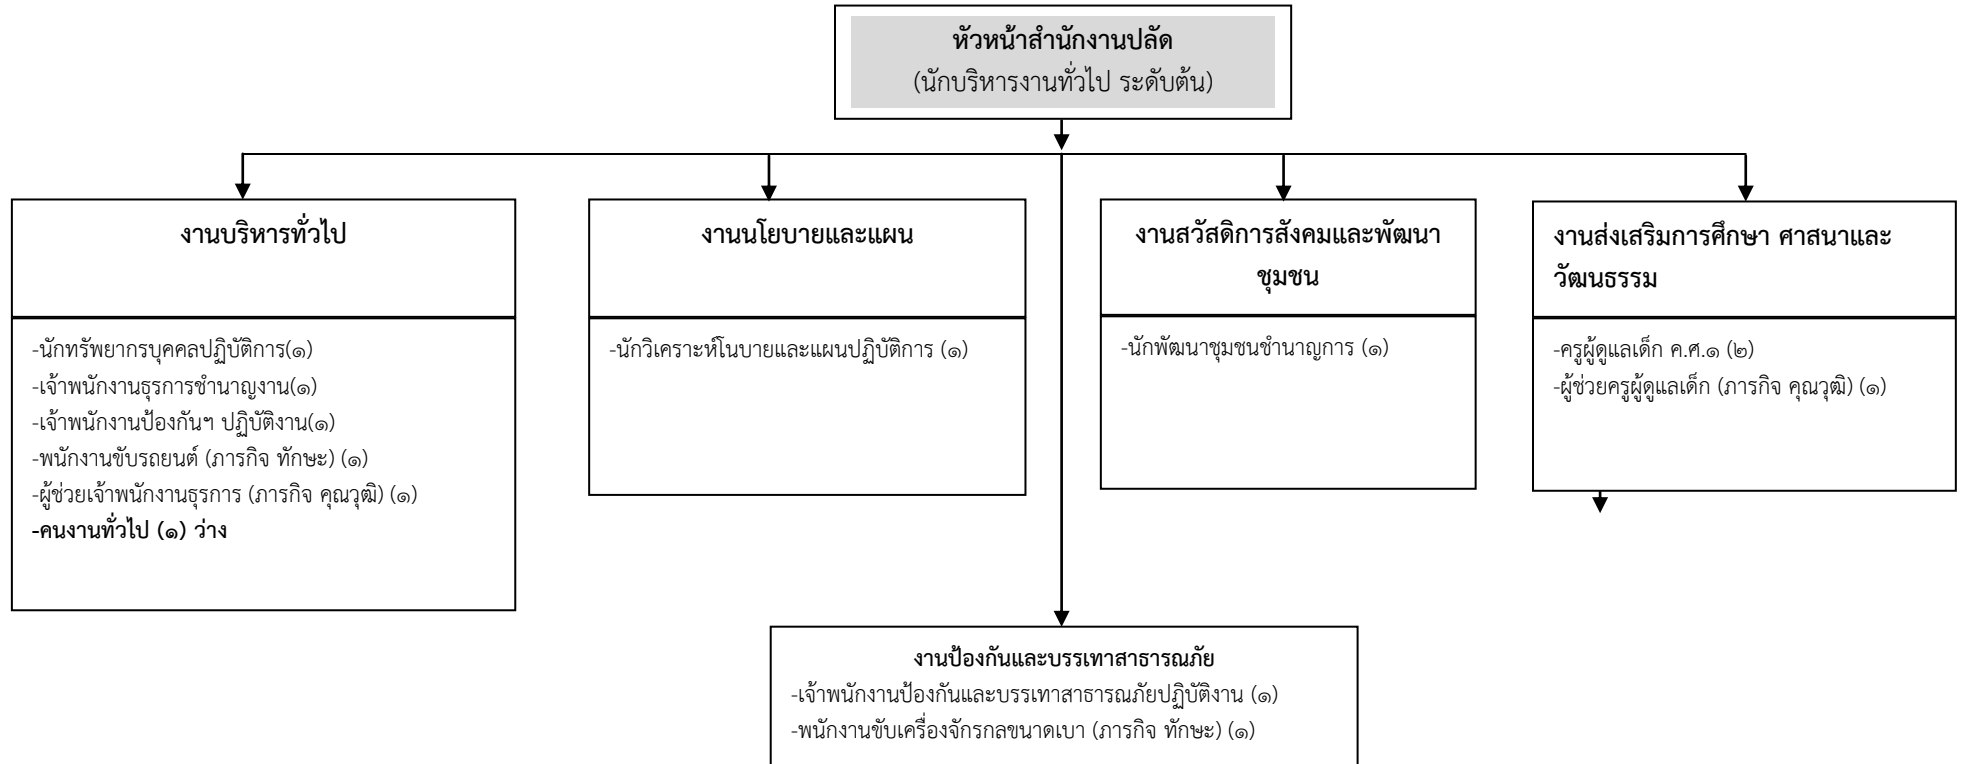 หัวหน้าสำนักงานปลัด
(นักบริหารงานทั่วไป ระดับต้น)
งานบริหารทั่วไป
-นักทรัพยากรบุคคลปฏิบัติการ(๑)
-เจ้าพนักงานธุรการชำนาญงาน(๑)
-เจ้าพนักงานป้องกันฯ ปฏิบัติงาน(๑)
-พนักงานขับรถยนต์ (ภารกิจ ทักษะ) (๑)
-ผู้ช่วยเจ้าพนักงานธุรการ (ภารกิจ คุณวุฒิ) (๑)
-คนงานทั่วไป (๑) ว่าง
งานนโยบายและแผน
-นักวิเคราะห์โนบายและแผนปฏิบัติการ (๑)
งานสวัสดิการสังคมและพัฒนา
ชุมชน
-นักพัฒนาชุมชนชำนาญการ (๑)
งานส่งเสริมการศึกษา ศาสนาและ
วัฒนธรรม
-ครูผู้ดูแลเด็ก ค.ศ.๑ (๒)
-ผู้ช่วยครูผู้ดูแลเด็ก (ภารกิจ คุณวุฒิ) (๑)
งานป้องกันและบรรเทาสาธารณภัย
-เจ้าพนักงานป้องกันและบรรเทาสาธารณภัยปฏิบัติงาน (๑)
-พนักงานขับเครื่องจักรกลขนาดเบา (ภารกิจ ทักษะ) (๑)